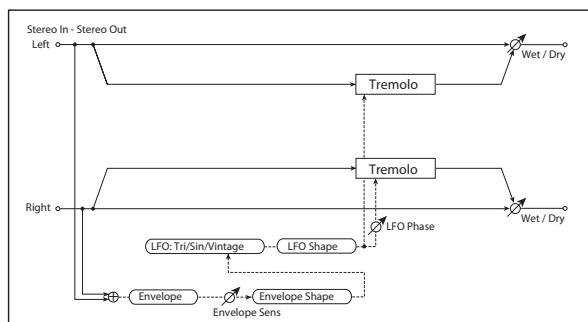 Stereo In - Stereo Out
Left
Wet / Dry
Tremolo
Tremolo
Right
Wet / Dry
LFO Phase
LFO: Tri/Sin/Vintage
LFO Shape
Envelope
Envelope Sens
Envelope Shape